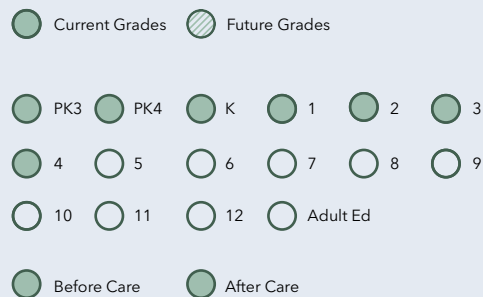 Current Grades Future Grades
PK3 PK4 K 1 2 3
4 5 6 7 8 9
10 11 12 Adult Ed
Before Care After Care